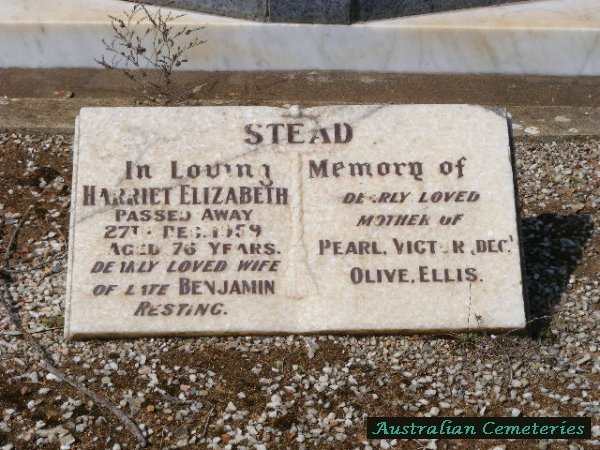 STEAD
In Loving Memory of
HARRIET ELIZABETH
PASSED AWAY
27TH DEC. 1959
AGED 76 YEARS.
DEARLY LOVED WIFE
OF LATE BENJAMIN
RESTING.
DEARLY LOVED
MOTHER OF
PEARL, VICTOR (DEC.)
OLIVE, ELLIS.
Australian Cemeteries